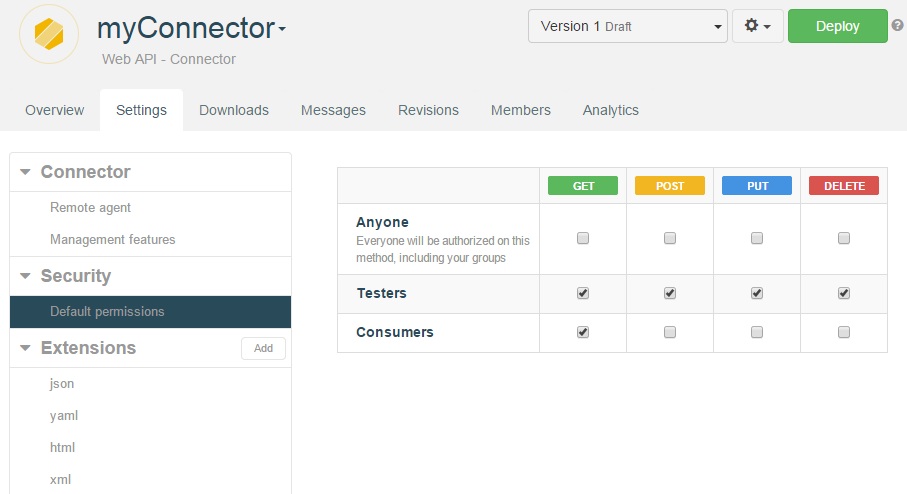 myConnector
Web API - Connector
Version 1 Draft
Deploy
?
Overview
Settings
Downloads
Messages
Revisions
Members
Analytics
Connector
Remote agent
Management features
Security
Default permissions
Extensions
Add
json
yaml
html
xml
GET
POST
PUT
DELETE
Anyone
Everyone will be authorized on this
method, including your groups
Testers
Consumers